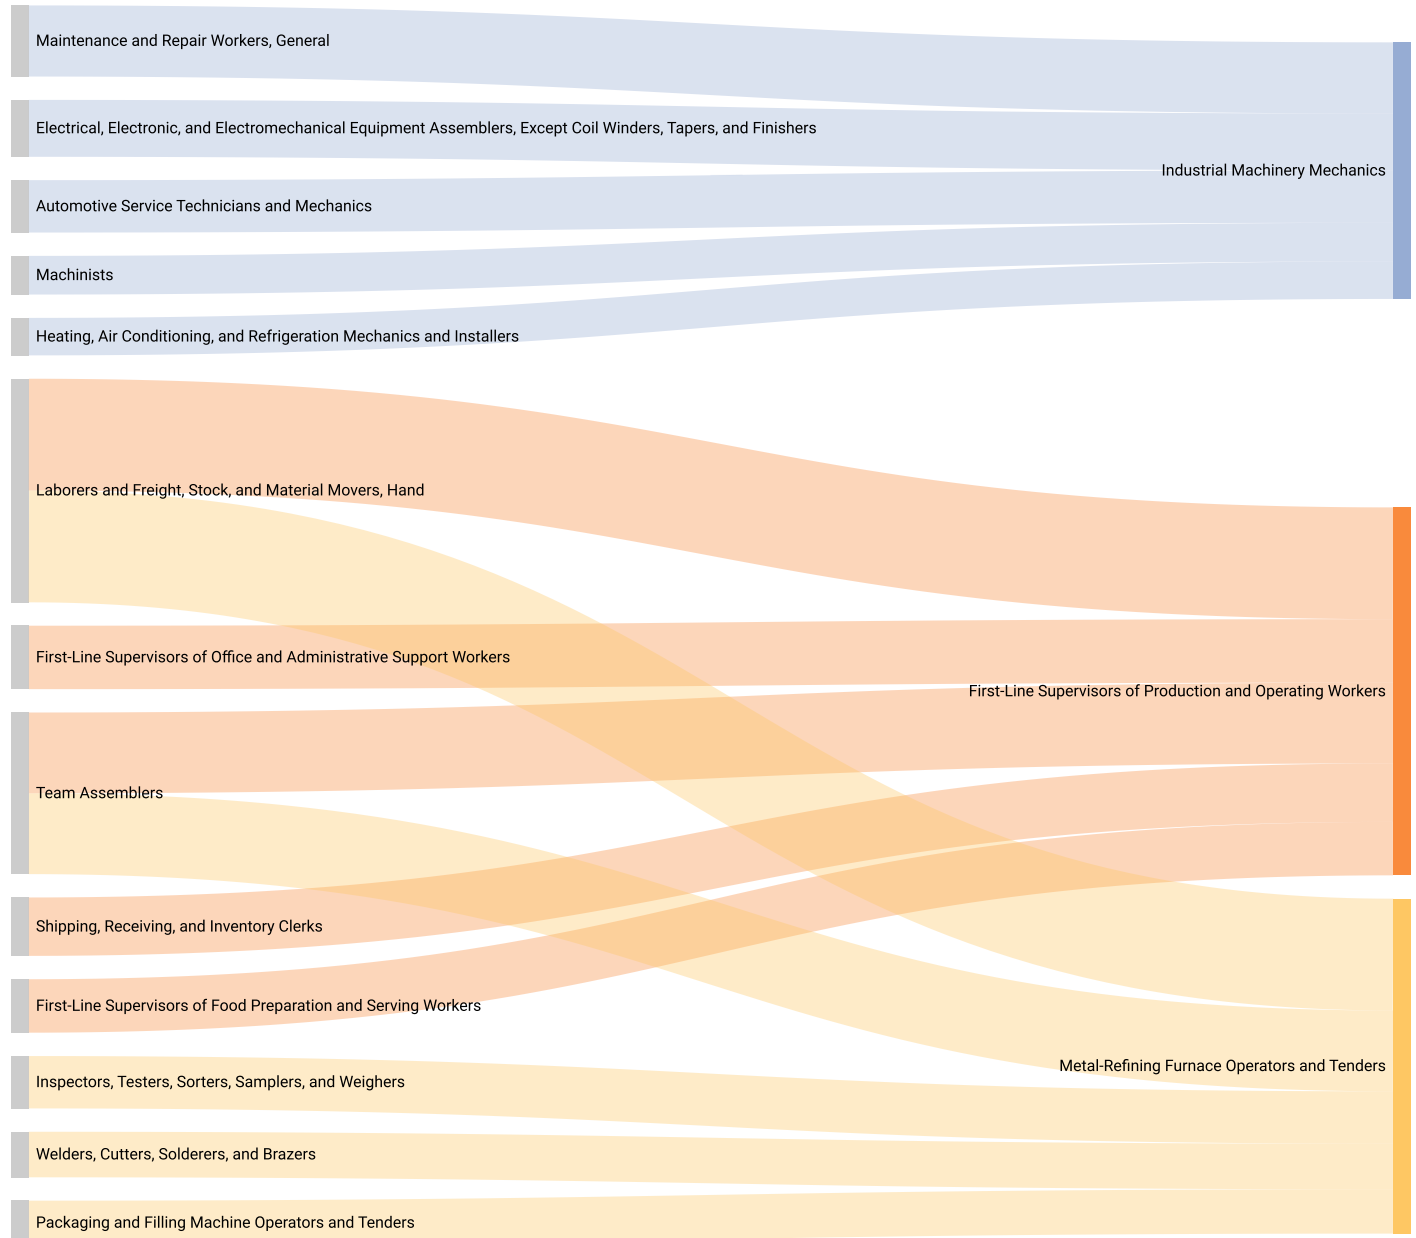 Maintenance and Repair Workers, General
Electrical, Electronic, and Electromechanical Equipment Assemblers, Except Coil Winders, Tapers, and Finishers
Industrial Machinery Mechanics
Automotive Service Technicians and Mechanics
Machinists
Heating, Air Conditioning, and Refrigeration Mechanics and Installers
Laborers and Freight, Stock, and Material Movers, Hand
First-Line Supervisors of Office and Administrative Support Workers
First-Line Supervisors of Production and Operating Workers
Team Assemblers
Shipping, Receiving, and Inventory Clerks
First-Line Supervisors of Food Preparation and Serving Workers
Metal-Refining Furnace Operators and Tenders
Inspectors, Testers, Sorters, Samplers, and Weighers
Welders, Cutters, Solderers, and Brazers
Packaging and Filling Machine Operators and Tenders